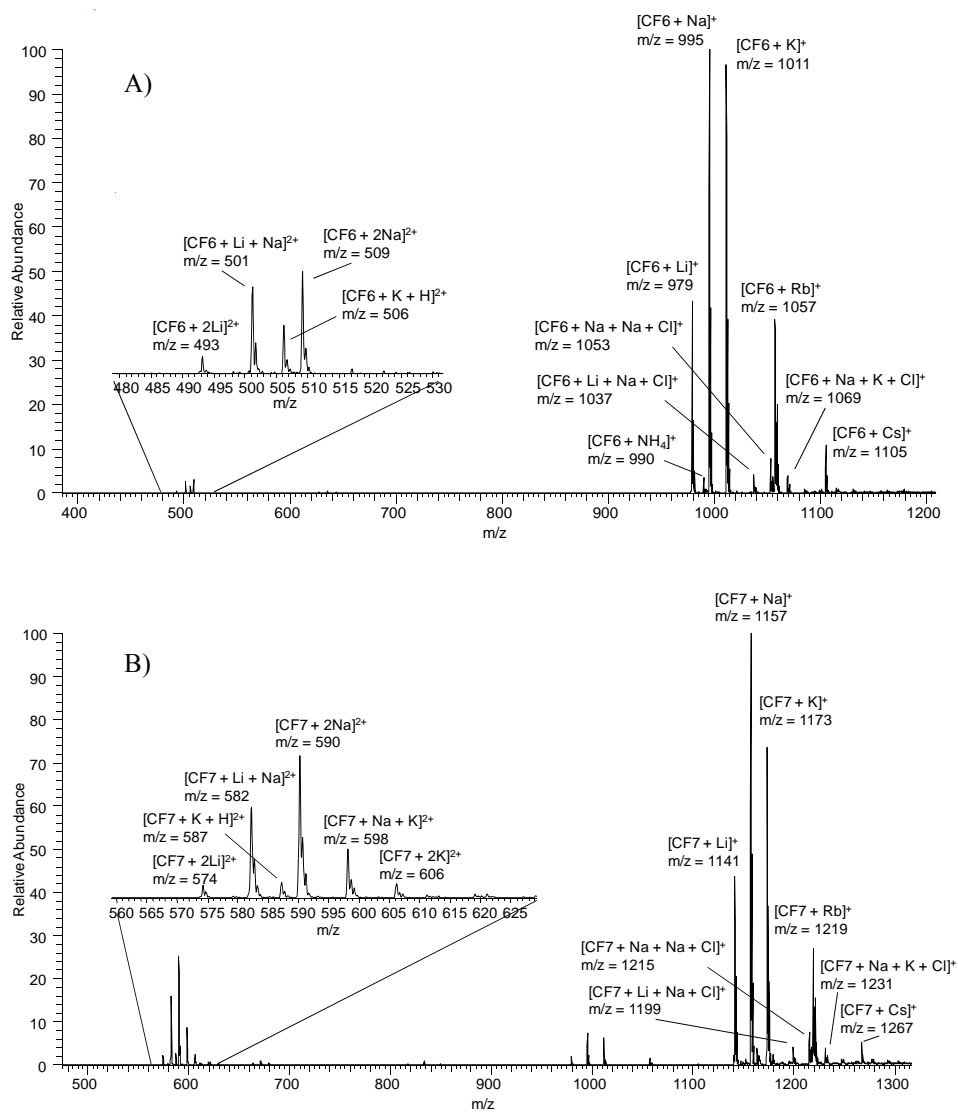 [CF6 + Na]⁺
m/z = 995
[CF6 + K]⁺
m/z = 1011
A)
100
90
80
70
60
50
40
30
20
10
0
Relative Abundance
[CF6 + Li + Na]²⁺
m/z = 501
[CF6 + 2Na]²⁺
m/z = 509
[CF6 + K + H]²⁺
m/z = 506
[CF6 + 2Li]²⁺
m/z = 493
480 485 490 495 500 505 510 515 520 525 530
m/z
[CF6 + Li]⁺
m/z = 979
[CF6 + Rb]⁺
m/z = 1057
[CF6 + Na + Na + Cl]⁺
m/z = 1053
[CF6 + Li + Na + Cl]⁺
m/z = 1037
[CF6 + Na + K + Cl]⁺
m/z = 1069
[CF6 + NH₄]⁺
m/z = 990
[CF6 + Cs]⁺
m/z = 1105
400 500 600 700 800 900 1000 1100 1200
m/z
[CF7 + Na]⁺
m/z = 1157
B)
100
90
80
70
60
50
40
30
20
10
0
Relative Abundance
[CF7 + K]⁺
m/z = 1173
[CF7 + 2Na]²⁺
m/z = 590
[CF7 + Li + Na]²⁺
m/z = 582
[CF7 + K + H]²⁺
m/z = 587
[CF7 + Na + K]²⁺
m/z = 598
[CF7 + 2Li]²⁺
m/z = 574
[CF7 + 2K]²⁺
m/z = 606
560 565 570 575 580 585 590 595 600 605 610 615 620 625
m/z
[CF7 + Li]⁺
m/z = 1141
[CF7 + Rb]⁺
m/z = 1219
[CF7 + Na + Na + Cl]⁺
m/z = 1215
[CF7 + Li + Na + Cl]⁺
m/z = 1199
[CF7 + Na + K + Cl]⁺
m/z = 1231
[CF7 + Cs]⁺
m/z = 1267
500 600 700 800 900 1000 1100 1200 1300
m/z